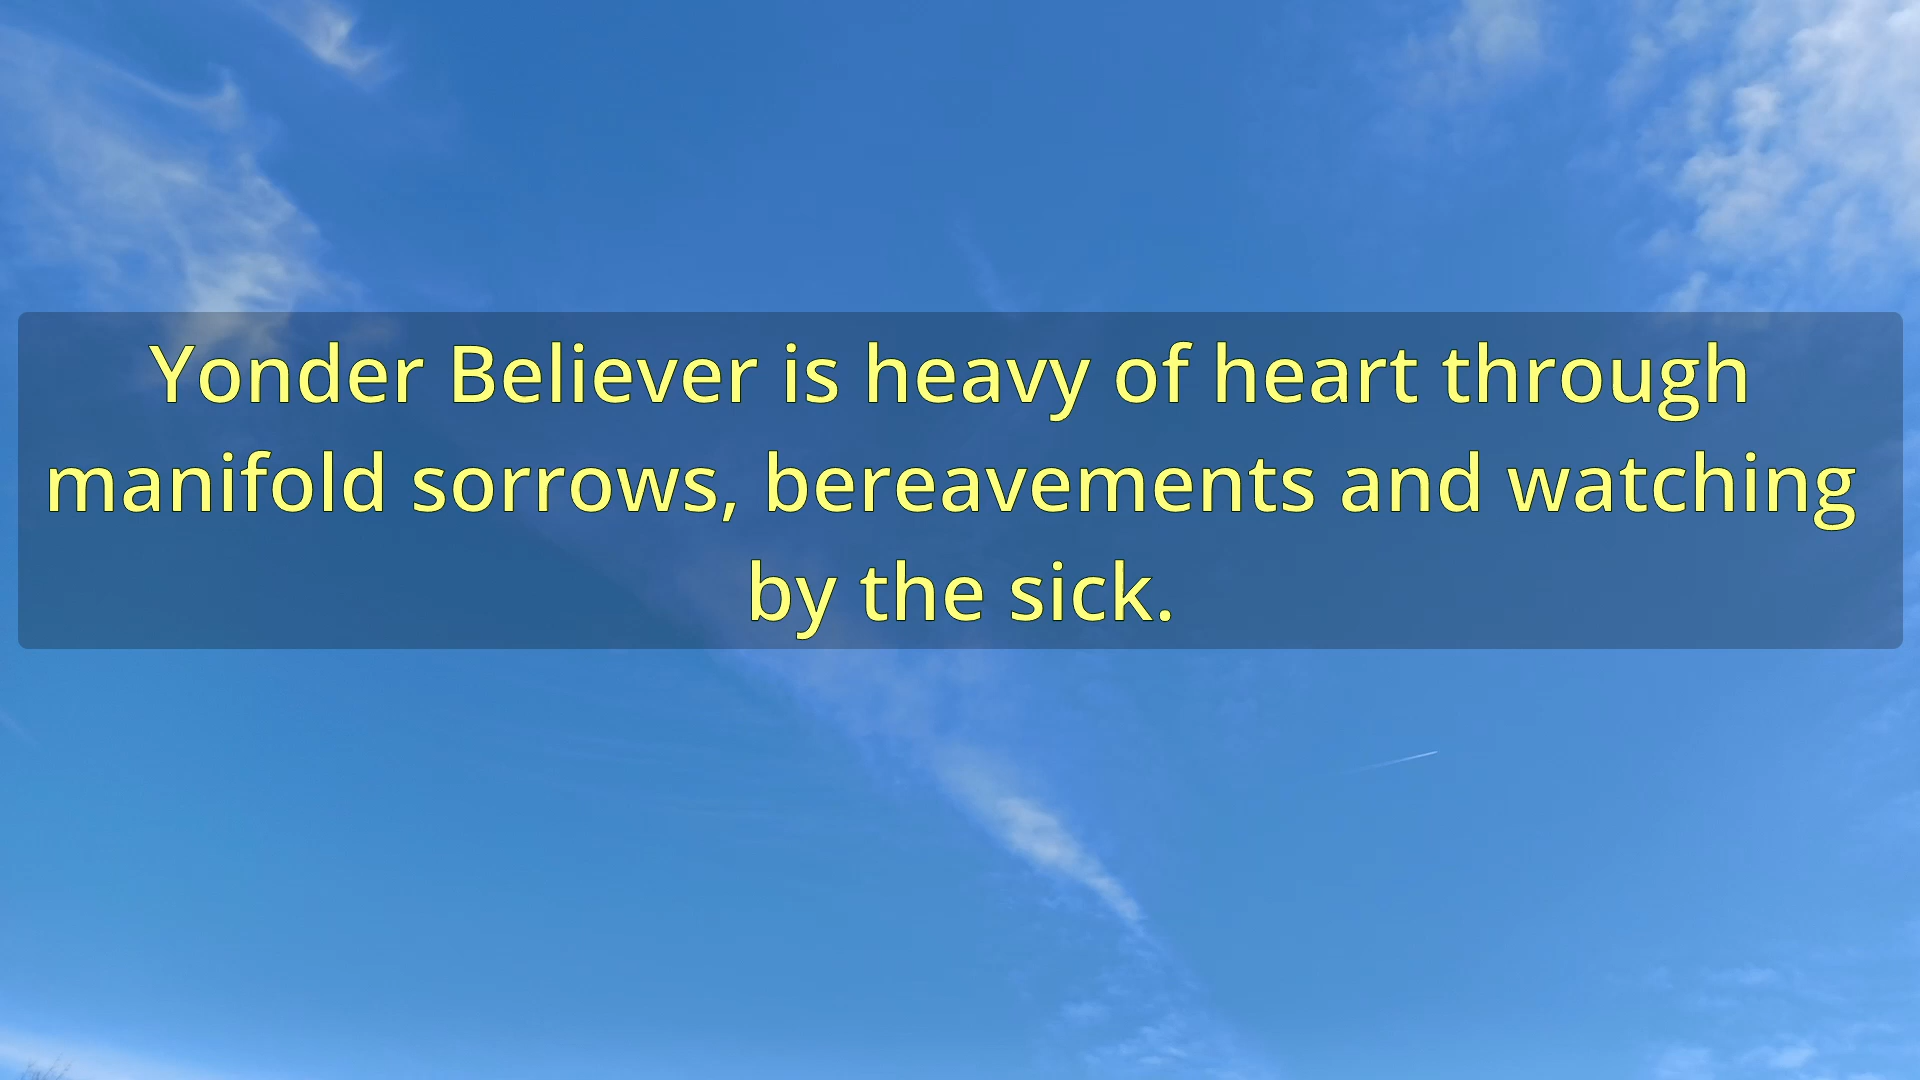 Yonder Believer is heavy of heart through
manifold sorrows, bereavements and watching
by the sick.